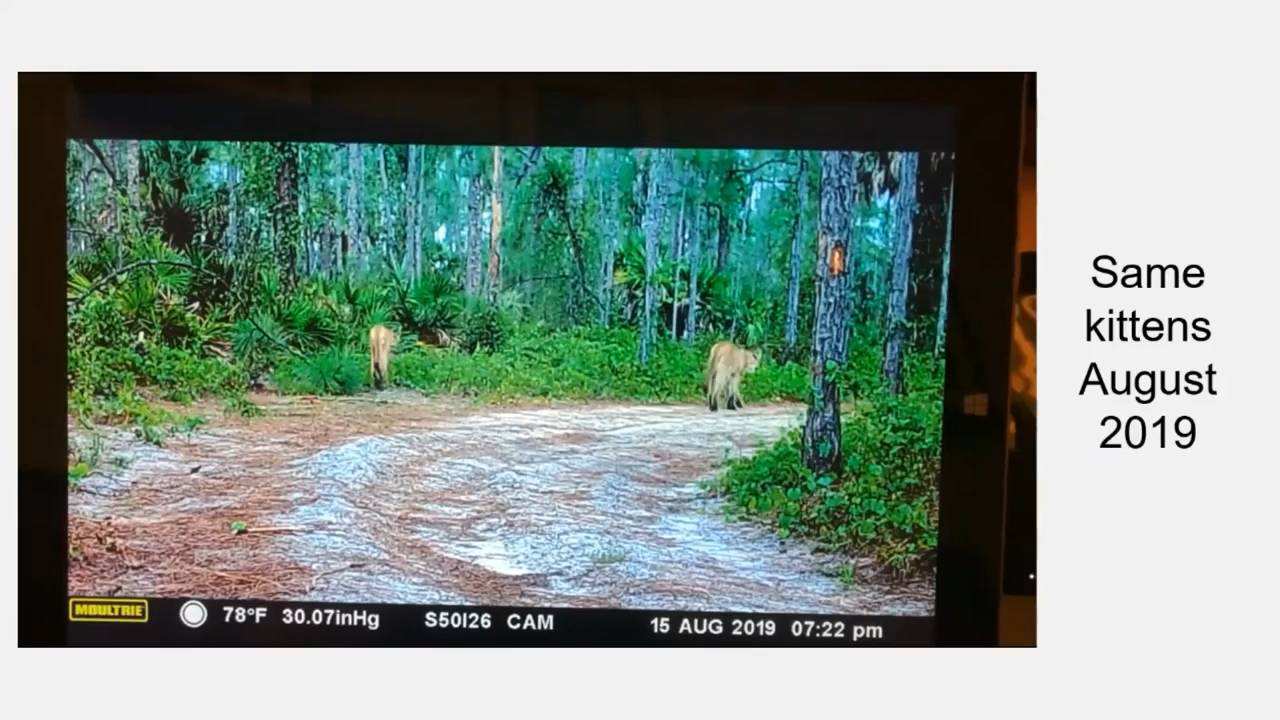 Same
kittens
August
2019
MOULTRIE 78°F 30.07inHg S50I26 CAM 15 AUG 2019 07:22 pm